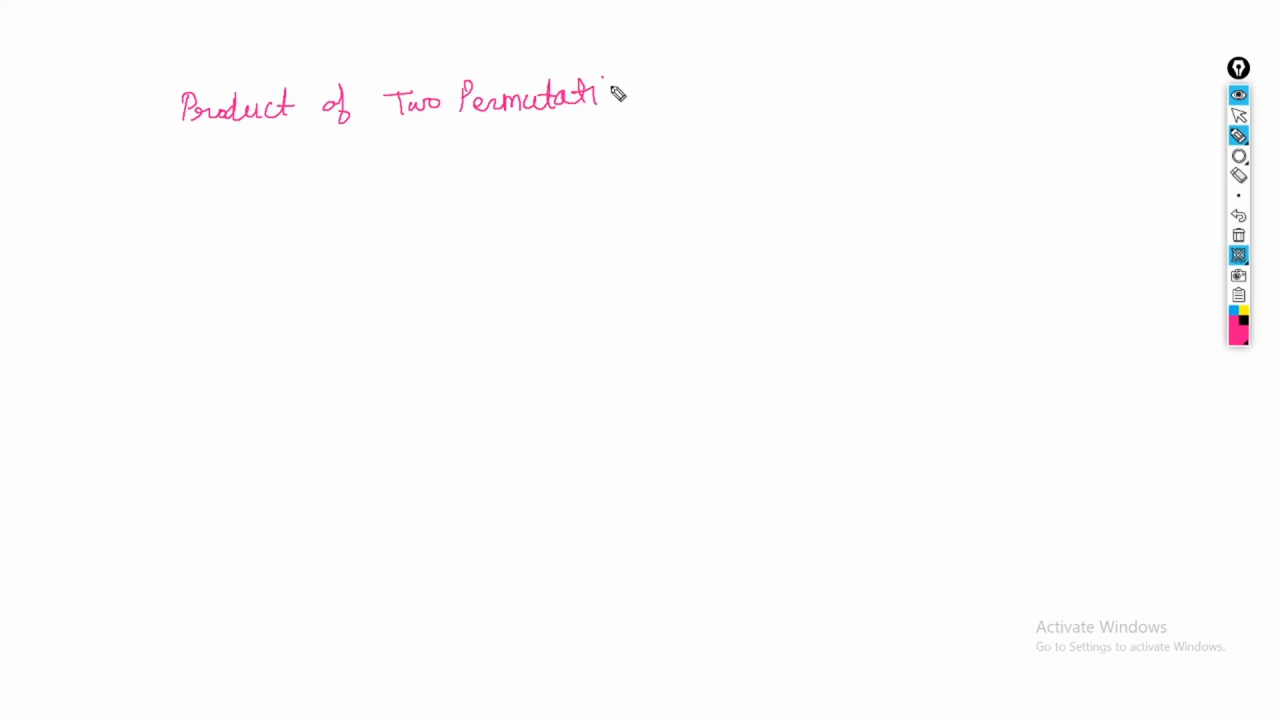 Product of Two Permutati
Activate Windows
Go to Settings to activate Windows.